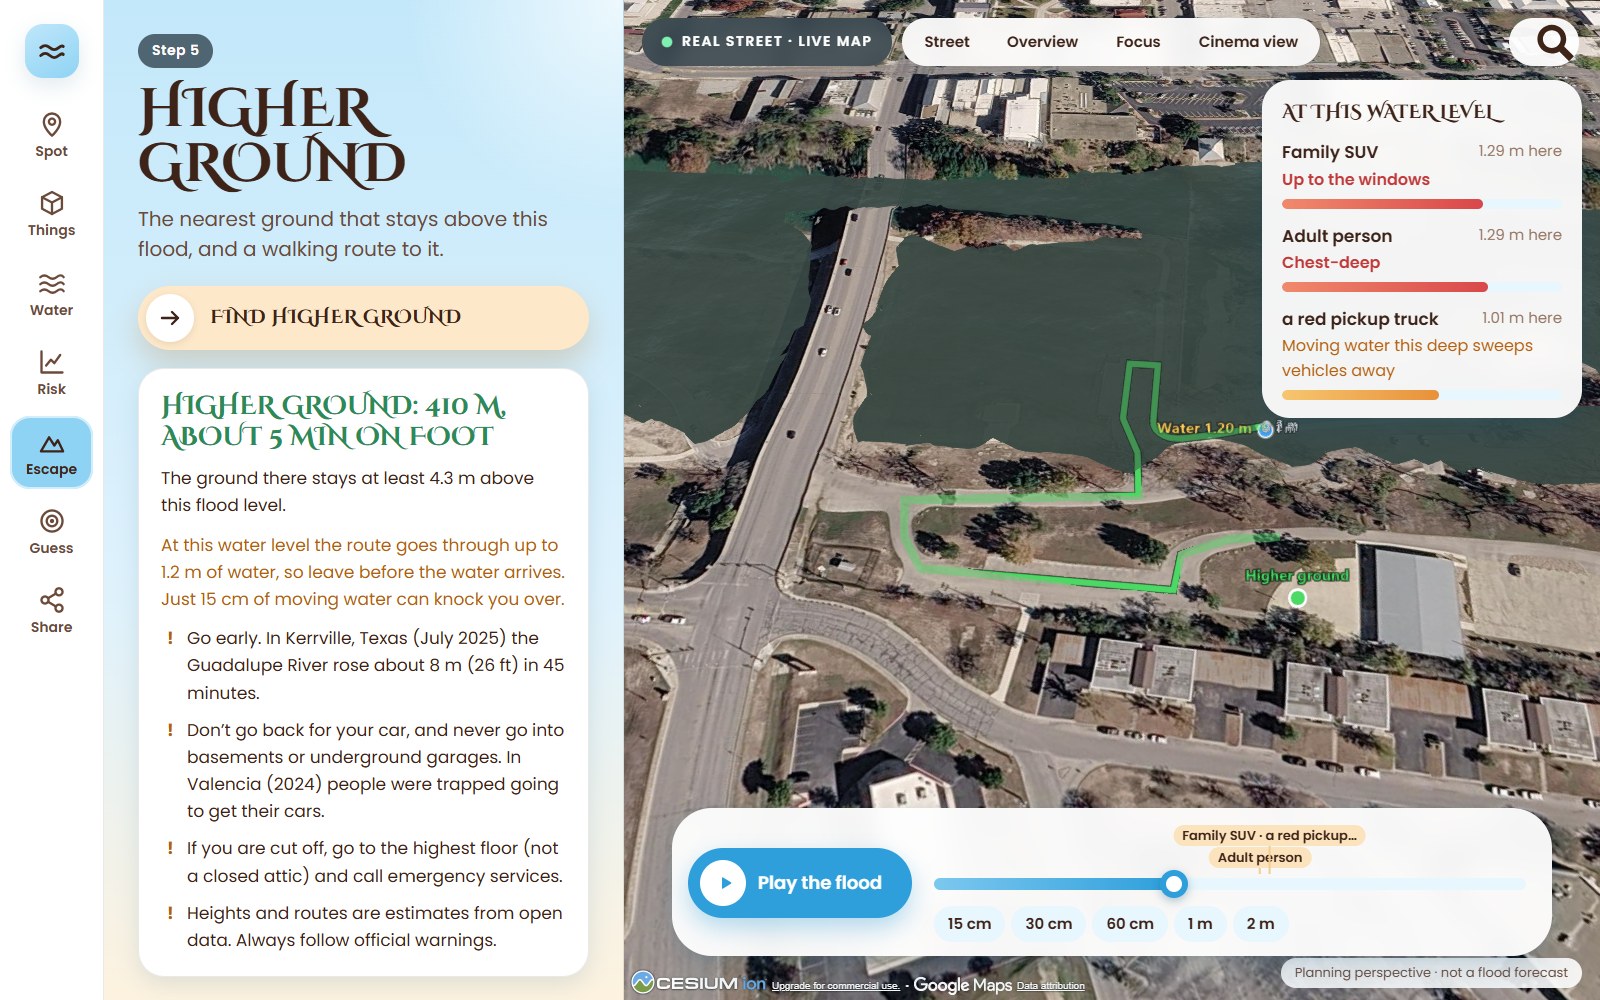 Spot
Things
Water
Risk
Escape
Guess
Share
Step 5
HIGHER
GROUND
The nearest ground that stays above this
flood, and a walking route to it.
FIND HIGHER GROUND
HIGHER GROUND: 410 M,
ABOUT 5 MIN ON FOOT
The ground there stays at least 4.3 m above
this flood level.
At this water level the route goes through up to
1.2 m of water, so leave before the water arrives.
Just 15 cm of moving water can knock you over.
! Go early. In Kerrville, Texas (July 2025) the
Guadalupe River rose about 8 m (26 ft) in 45
minutes.
! Don’t go back for your car, and never go into
basements or underground garages. In
Valencia (2024) people were trapped going
to get their cars.
! If you are cut off, go to the highest floor (not
a closed attic) and call emergency services.
! Heights and routes are estimates from open
data. Always follow official warnings.
REAL STREET · LIVE MAP
Street Overview Focus Cinema view
AT THIS WATER LEVEL
Family SUV 1.29 m here
Up to the windows
Adult person 1.29 m here
Chest-deep
a red pickup truck 1.01 m here
Moving water this deep sweeps
vehicles away
Water 1.20 m
Higher ground
Family SUV · a red pickup...
Adult person
Play the flood
15 cm 30 cm 60 cm 1 m 2 m
CESIUM ion Upgrade for commercial use. · Google Maps Data attribution
Planning perspective · not a flood forecast